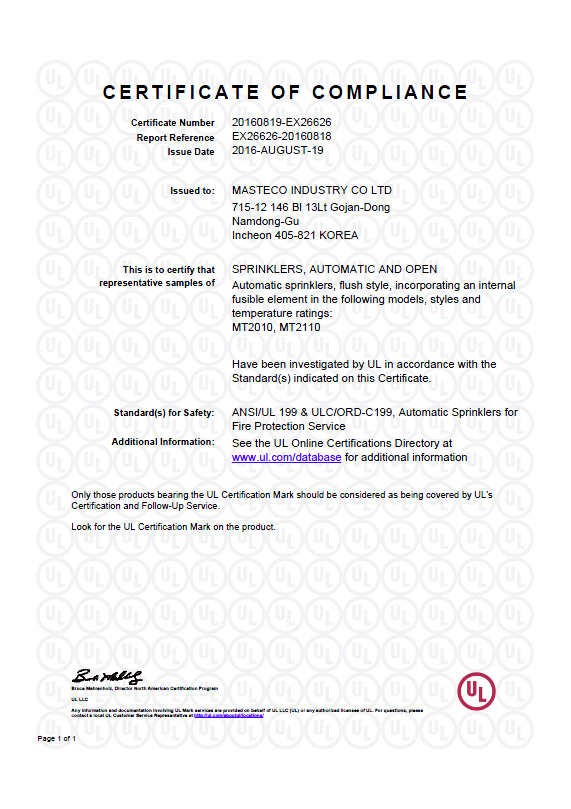 CERTIFICATE OF COMPLIANCE
Certificate Number 20160819-EX26626
Report Reference EX26626-20160818
Issue Date 2016-AUGUST-19
Issued to: MASTECO INDUSTRY CO LTD
715-12 146 Bl 13Lt Gojan-Dong
Namdong-Gu
Incheon 405-821 KOREA
This is to certify that SPRINKLERS, AUTOMATIC AND OPEN
representative samples of Automatic sprinklers, flush style, incorporating an internal
fusible element in the following models, styles and
temperature ratings:
MT2010, MT2110
Have been investigated by UL in accordance with the
Standard(s) indicated on this Certificate.
Standard(s) for Safety: ANSI/UL 199 & ULC/ORD-C199, Automatic Sprinklers for
Fire Protection Service
Additional Information: See the UL Online Certifications Directory at
www.ul.com/database for additional information
Only those products bearing the UL Certification Mark should be considered as being covered by UL's
Certification and Follow-Up Service.
Look for the UL Certification Mark on the product.
Bruce Mahrenholz, Director North American Certification Program
UL LLC
Any information and documentation involving UL Mark services are provided on behalf of UL LLC (UL) or any authorized licensee of UL. For questions, please
contact a local UL Customer Service Representative at http://ul.com/aboutul/locations/
UL
Page 1 of 1